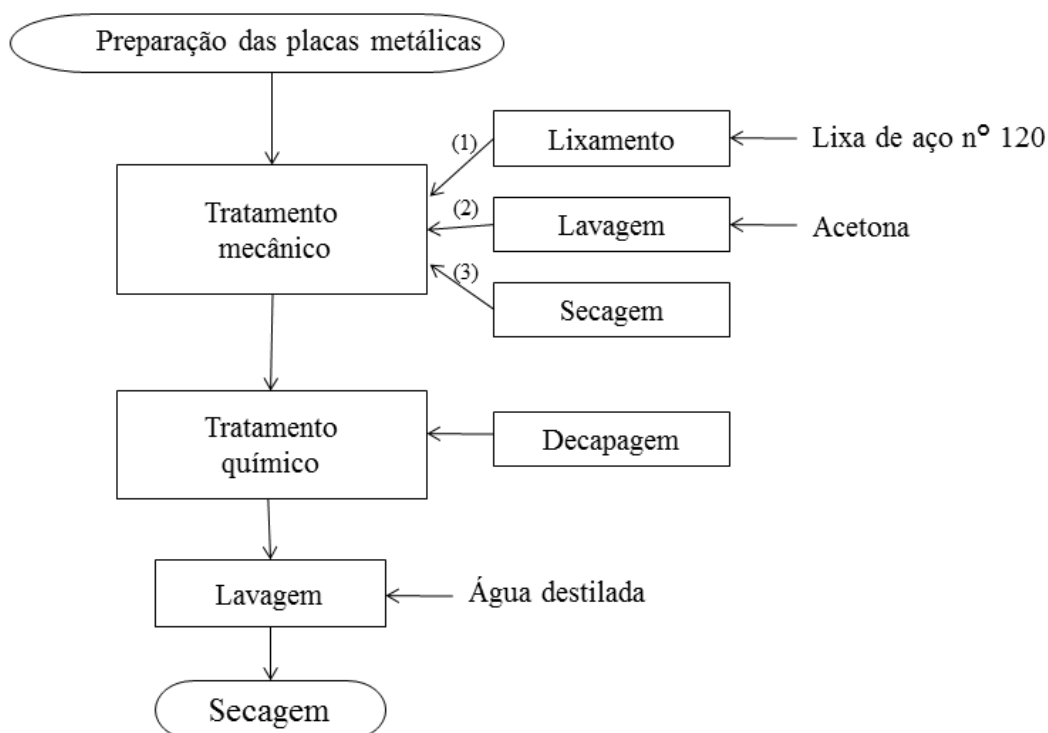 Preparação das placas metálicas
(1)
Lixamento
Lixa de aço nº 120
Tratamento
mecânico
(2)
Lavagem
Acetona
(3)
Secagem
Tratamento
químico
Decapagem
Lavagem
Água destilada
Secagem